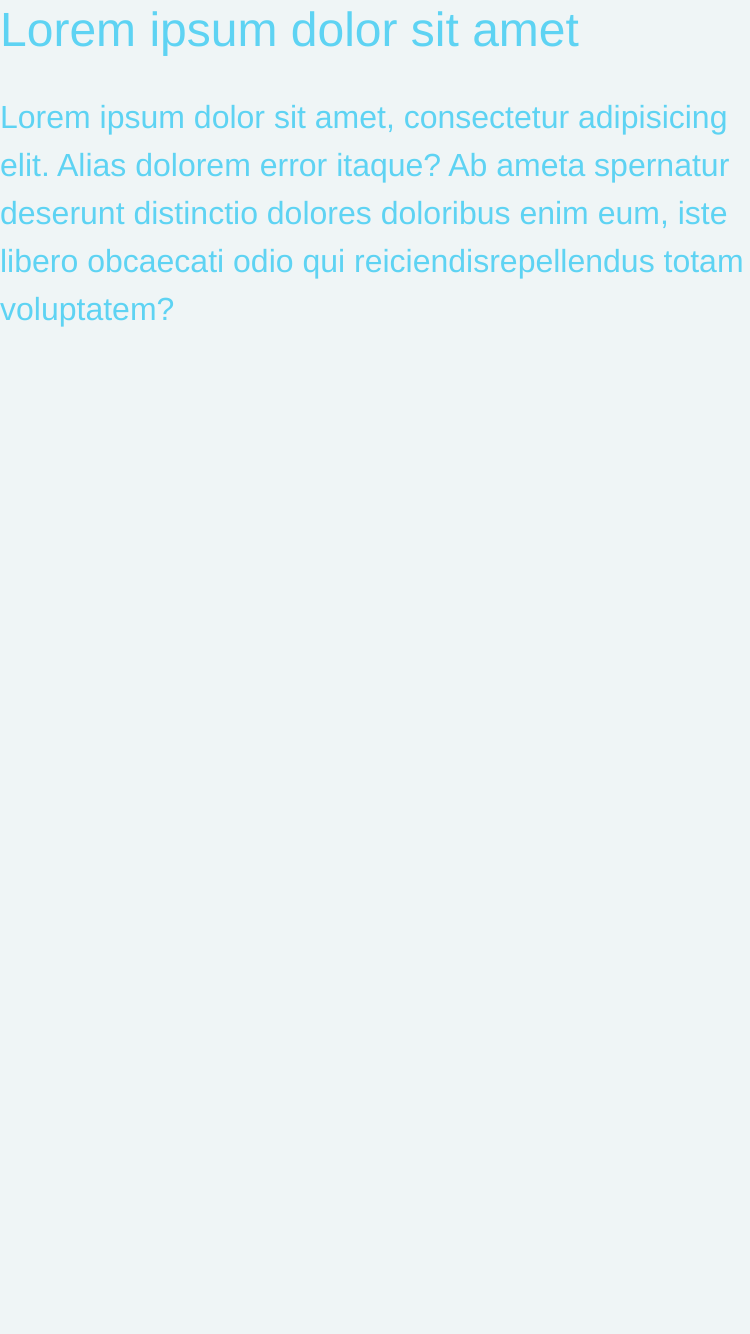 Lorem ipsum dolor sit amet
Lorem ipsum dolor sit amet, consectetur adipisicing
elit. Alias dolorem error itaque? Ab ameta spernatur
deserunt distinctio dolores doloribus enim eum, iste
libero obcaecati odio qui reiciendisrepellendus totam
voluptatem?